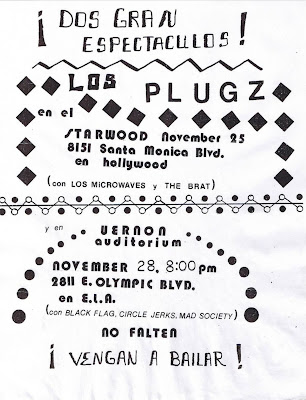 ¡ DOS GRAN
ESPECTACULOS !
LOS
PLUGZ
en el
STARWOOD November 25
8151 Santa Monica Blvd.
en hollywood
(con LOS MICROWAVES y THE BRAT)
y en VERNON
auditorium
NOVEMBER 28, 8:00 pm
2811 E. OLYMPIC BLVD.
en E.L.A.
(con BLACK FLAG, CIRCLE JERKS, MAD SOCIETY)
NO FALTEN
¡ VENGAN A BAILAR !